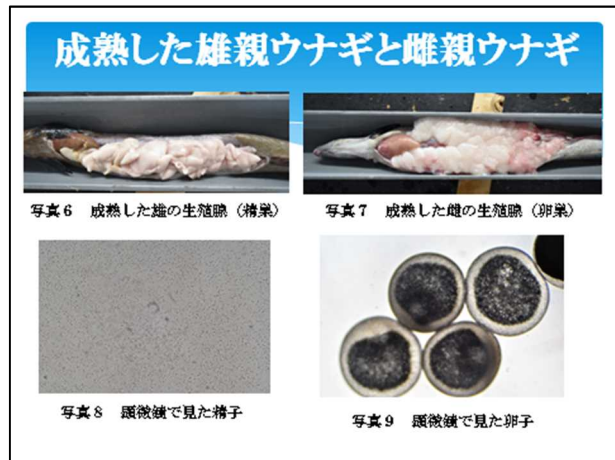 成熟した雄親ウナギと雌親ウナギ
写真6 成熟した雄の生殖腺（精巣）
写真7 成熟した雌の生殖腺（卵巣）
写真8 顕微鏡で見た精子
写真9 顕微鏡で見た卵子